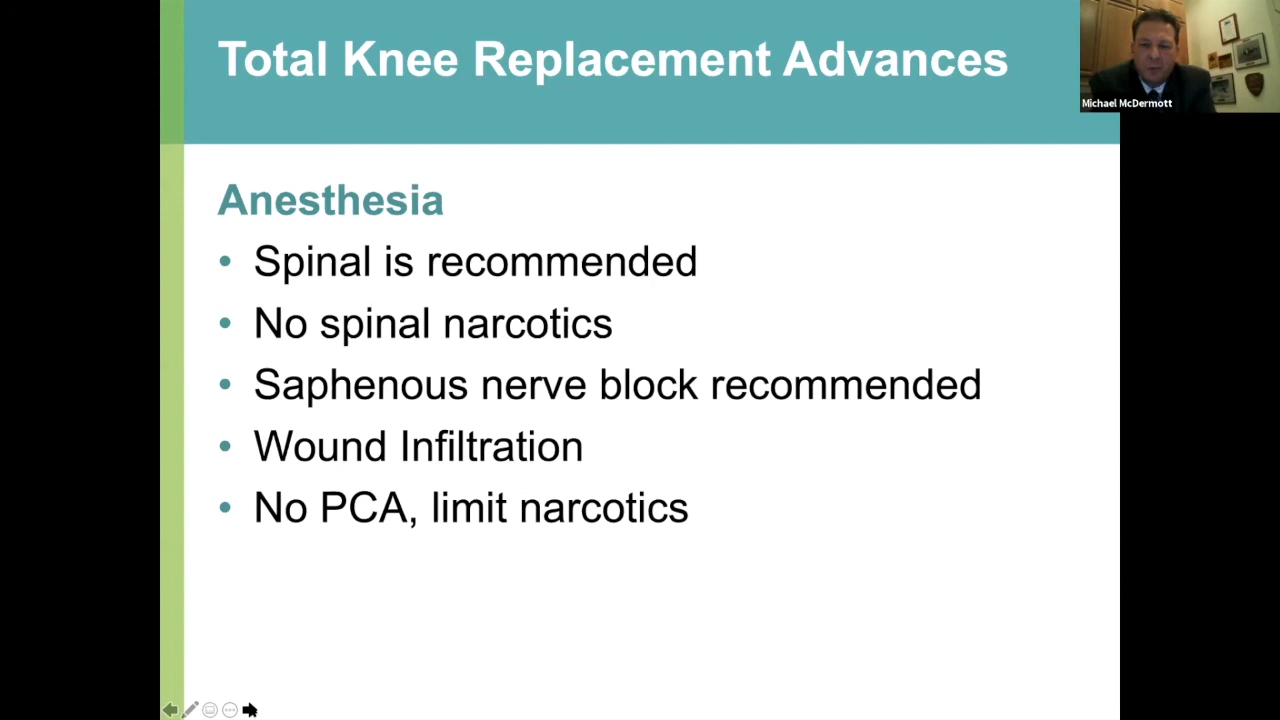 Total Knee Replacement Advances
Michael McDermott
Anesthesia
• Spinal is recommended
• No spinal narcotics
• Saphenous nerve block recommended
• Wound Infiltration
• No PCA, limit narcotics